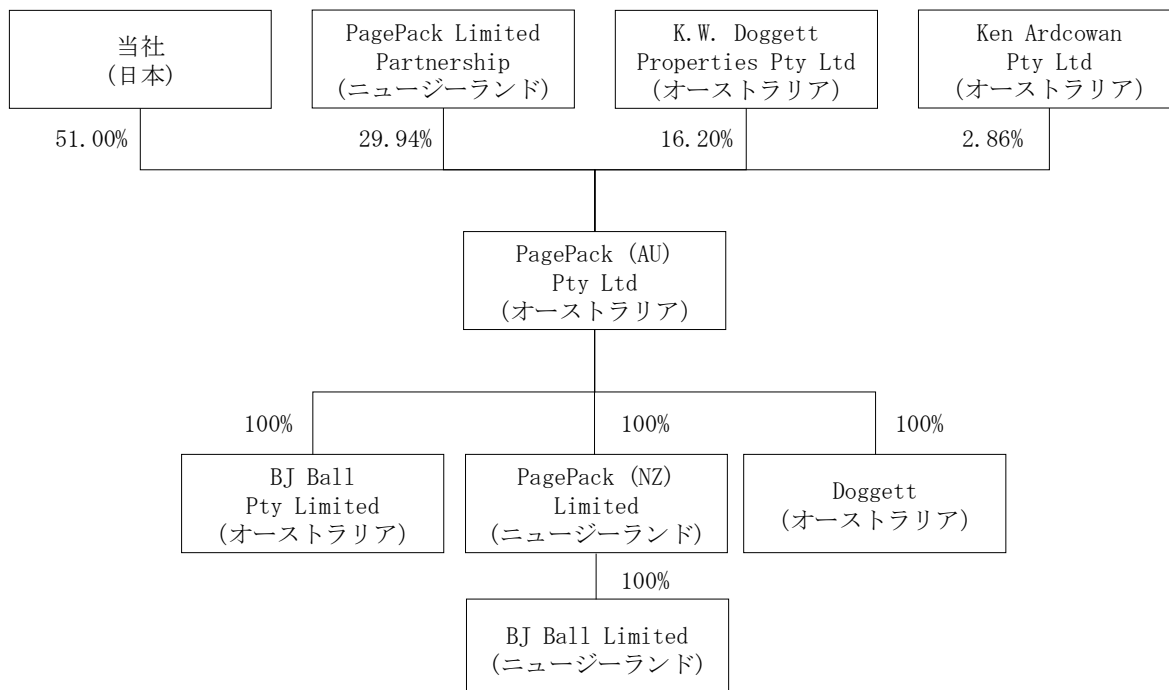 当社
(日本)
PagePack Limited
Partnership
(ニュージーランド)
K.W. Doggett
Properties Pty Ltd
(オーストラリア)
Ken Ardcowan
Pty Ltd
(オーストラリア)
51.00%
29.94%
16.20%
2.86%
PagePack (AU)
Pty Ltd
(オーストラリア)
100%
100%
100%
BJ Ball
Pty Limited
(オーストラリア)
PagePack (NZ)
Limited
(ニュージーランド)
Doggett
(オーストラリア)
100%
BJ Ball Limited
(ニュージーランド)